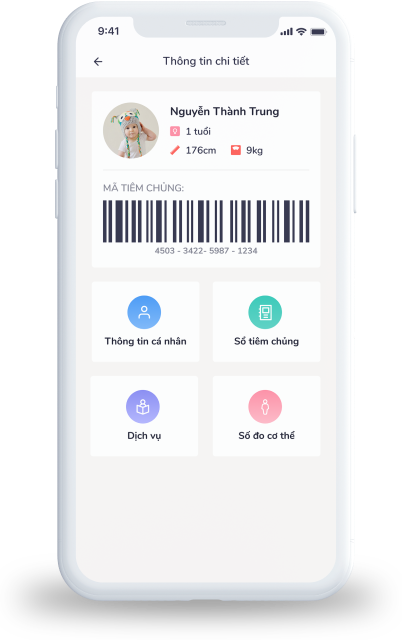 9:41
Thông tin chi tiết
Nguyễn Thành Trung
1 tuổi
176cm 9kg
MÃ TIÊM CHỦNG:
4503 - 3422- 5987 - 1234
Thông tin cá nhân Sổ tiêm chủng
Dịch vụ Số đo cơ thể